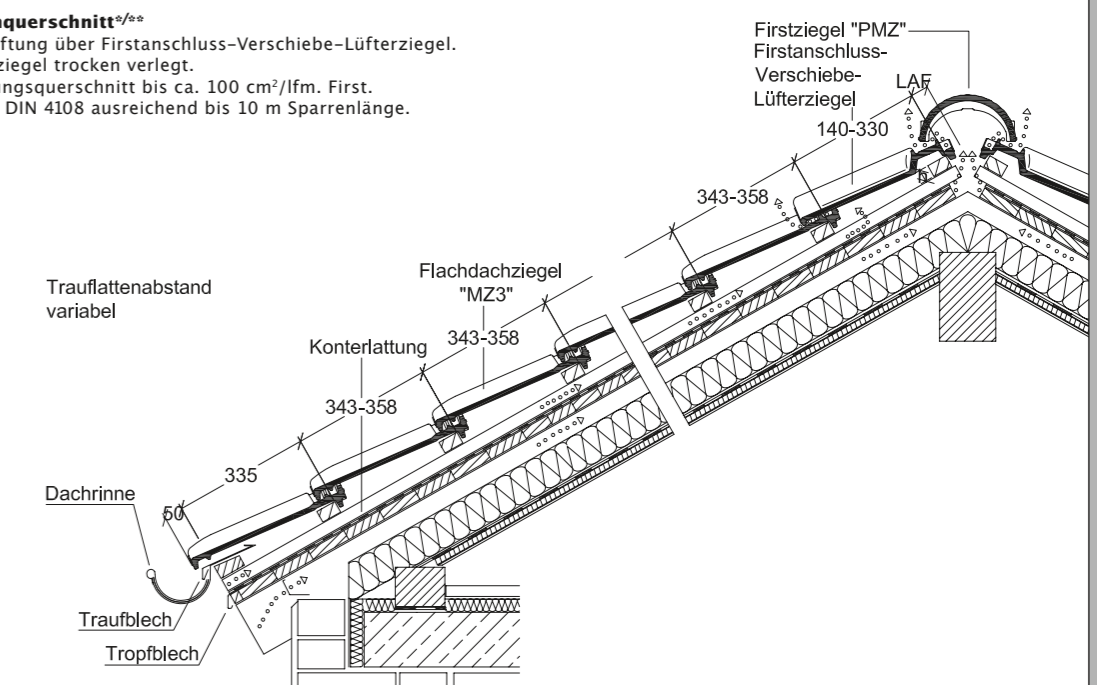 nquerschnitt*/**
ftung über Firstanschluss-Verschiebe-Lüfterziegel.
ziegel trocken verlegt.
ngsquerschnitt bis ca. 100 cm²/lfm. First.
DIN 4108 ausreichend bis 10 m Sparrenlänge.
Firstziegel "PMZ"
Firstanschluss-
Verschiebe-
Lüfterziegel
LAF
140-330
343-358
Trauflattenabstand
variabel
Flachdachziegel
"MZ3"
343-358
Konterlattung
343-358
335
Dachrinne
50
Traufblech
Tropfblech